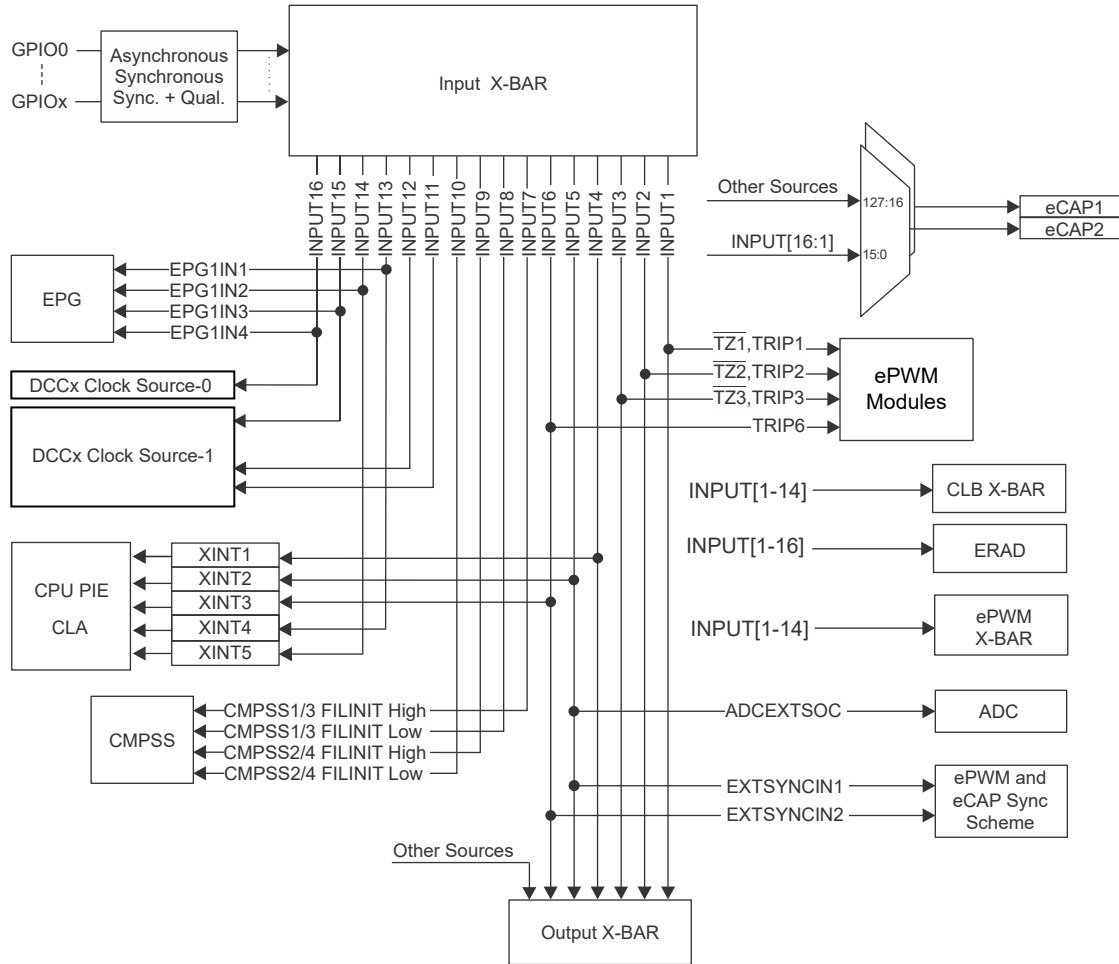 GPIO0
GPIOx
Asynchronous
Synchronous
Sync. + Qual.
Input X-BAR
INPUT16
INPUT15
INPUT14
INPUT13
INPUT12
INPUT11
INPUT10
INPUT9
INPUT8
INPUT7
INPUT6
INPUT5
INPUT4
INPUT3
INPUT2
INPUT1
Other Sources
127:16
INPUT[16:1]
15:0
eCAP1
eCAP2
EPG
EPG1IN1
EPG1IN2
EPG1IN3
EPG1IN4
DCCx Clock Source-0
DCCx Clock Source-1
TZ1,TRIP1
TZ2,TRIP2
TZ3,TRIP3
TRIP6
ePWM
Modules
INPUT[1-14]
CLB X-BAR
INPUT[1-16]
ERAD
INPUT[1-14]
ePWM
X-BAR
CPU PIE
CLA
XINT1
XINT2
XINT3
XINT4
XINT5
CMPSS
CMPSS1/3 FILINIT High
CMPSS1/3 FILINIT Low
CMPSS2/4 FILINIT High
CMPSS2/4 FILINIT Low
ADCEXTSOC
ADC
EXTSYNCIN1
EXTSYNCIN2
ePWM and
eCAP Sync
Scheme
Other Sources
Output X-BAR